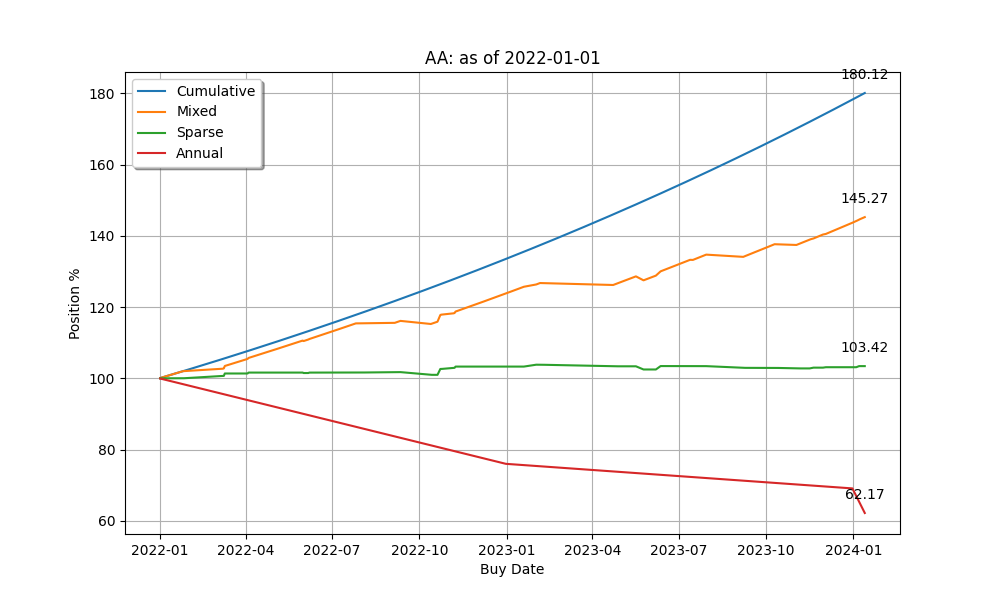 AA: as of 2022-01-01
180.12
Cumulative
Mixed
Sparse
Annual
145.27
103.42
62.17
180
160
140
120
100
80
60
Position %
2022-01 2022-04 2022-07 2022-10 2023-01 2023-04 2023-07 2023-10 2024-01
Buy Date